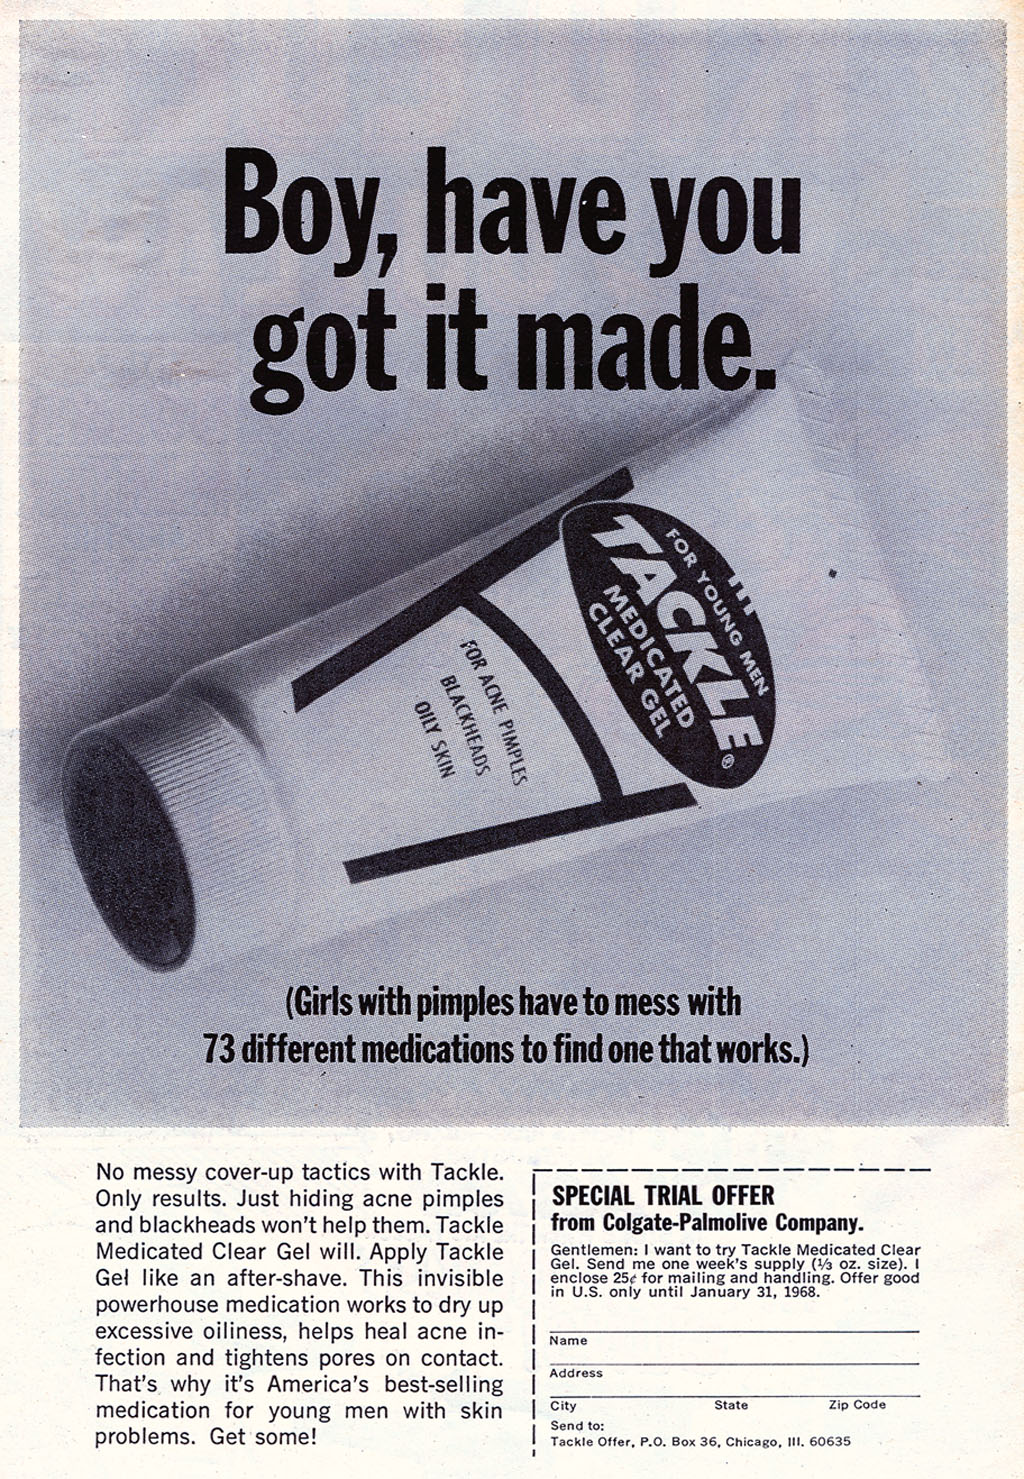 Boy, have you
got it made.
FOR YOUNG MEN
TACKLE®
MEDICATED
CLEAR GEL
FOR ACNE PIMPLES
BLACKHEADS
OILY SKIN
(Girls with pimples have to mess with
73 different medications to find one that works.)
No messy cover-up tactics with Tackle.
Only results. Just hiding acne pimples
and blackheads won't help them. Tackle
Medicated Clear Gel will. Apply Tackle
Gel like an after-shave. This invisible
powerhouse medication works to dry up
excessive oiliness, helps heal acne in-
fection and tightens pores on contact.
That's why it's America's best-selling
medication for young men with skin
problems. Get some!
SPECIAL TRIAL OFFER
from Colgate-Palmolive Company.
Gentlemen: I want to try Tackle Medicated Clear
Gel. Send me one week's supply (⅓ oz. size). I
enclose 25¢ for mailing and handling. Offer good
in U.S. only until January 31, 1968.
Name
Address
City State Zip Code
Send to:
Tackle Offer, P.O. Box 36, Chicago, Ill. 60635